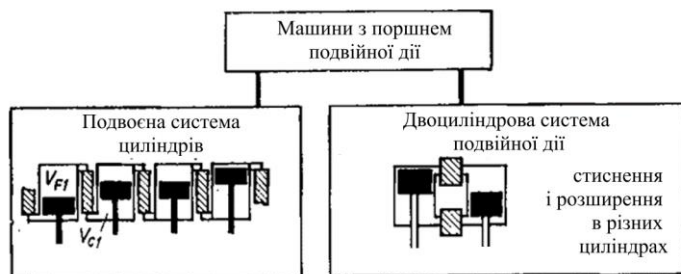 Машини з поршнем
подвійної дії
Подвоєна система
циліндрів
V_F1
V_C1
Двоциліндрова система
подвійної дії
стиснення
і розширення
в різних
циліндрах